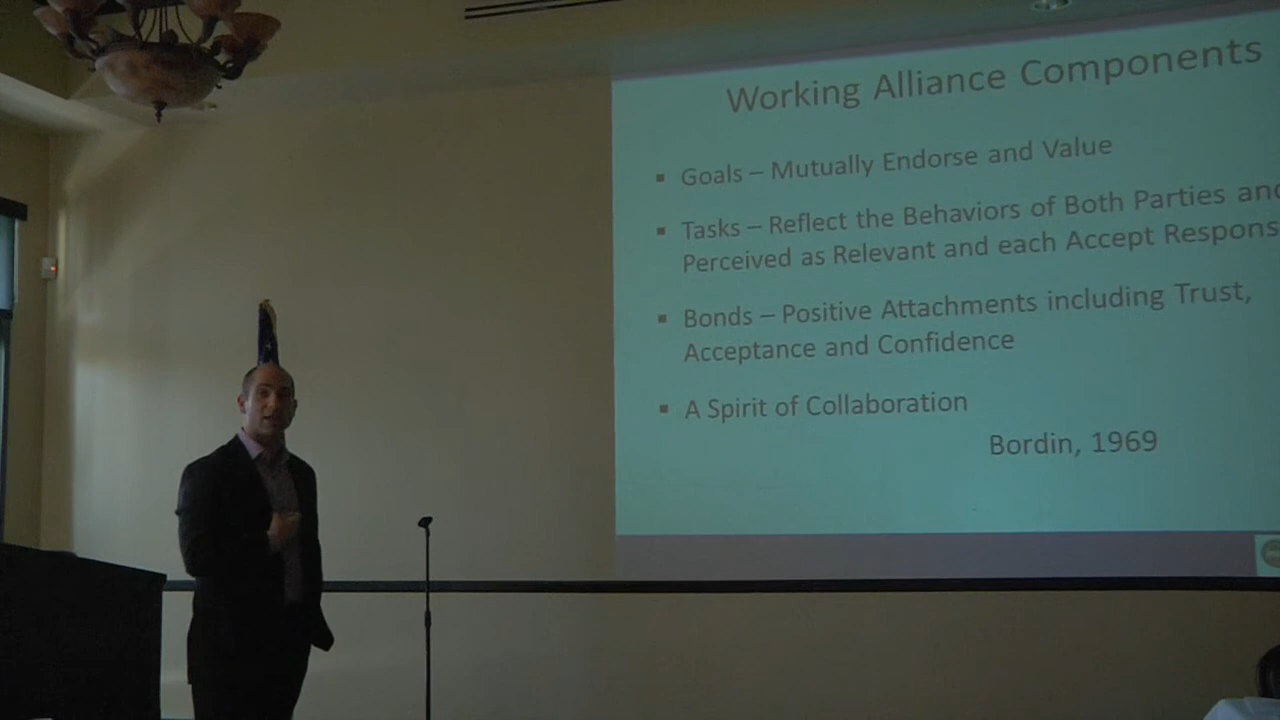 Working Alliance Components
▪ Goals – Mutually Endorse and Value
▪ Tasks – Reflect the Behaviors of Both Parties and
Perceived as Relevant and each Accept Respons
▪ Bonds – Positive Attachments including Trust,
Acceptance and Confidence
▪ A Spirit of Collaboration
Bordin, 1969